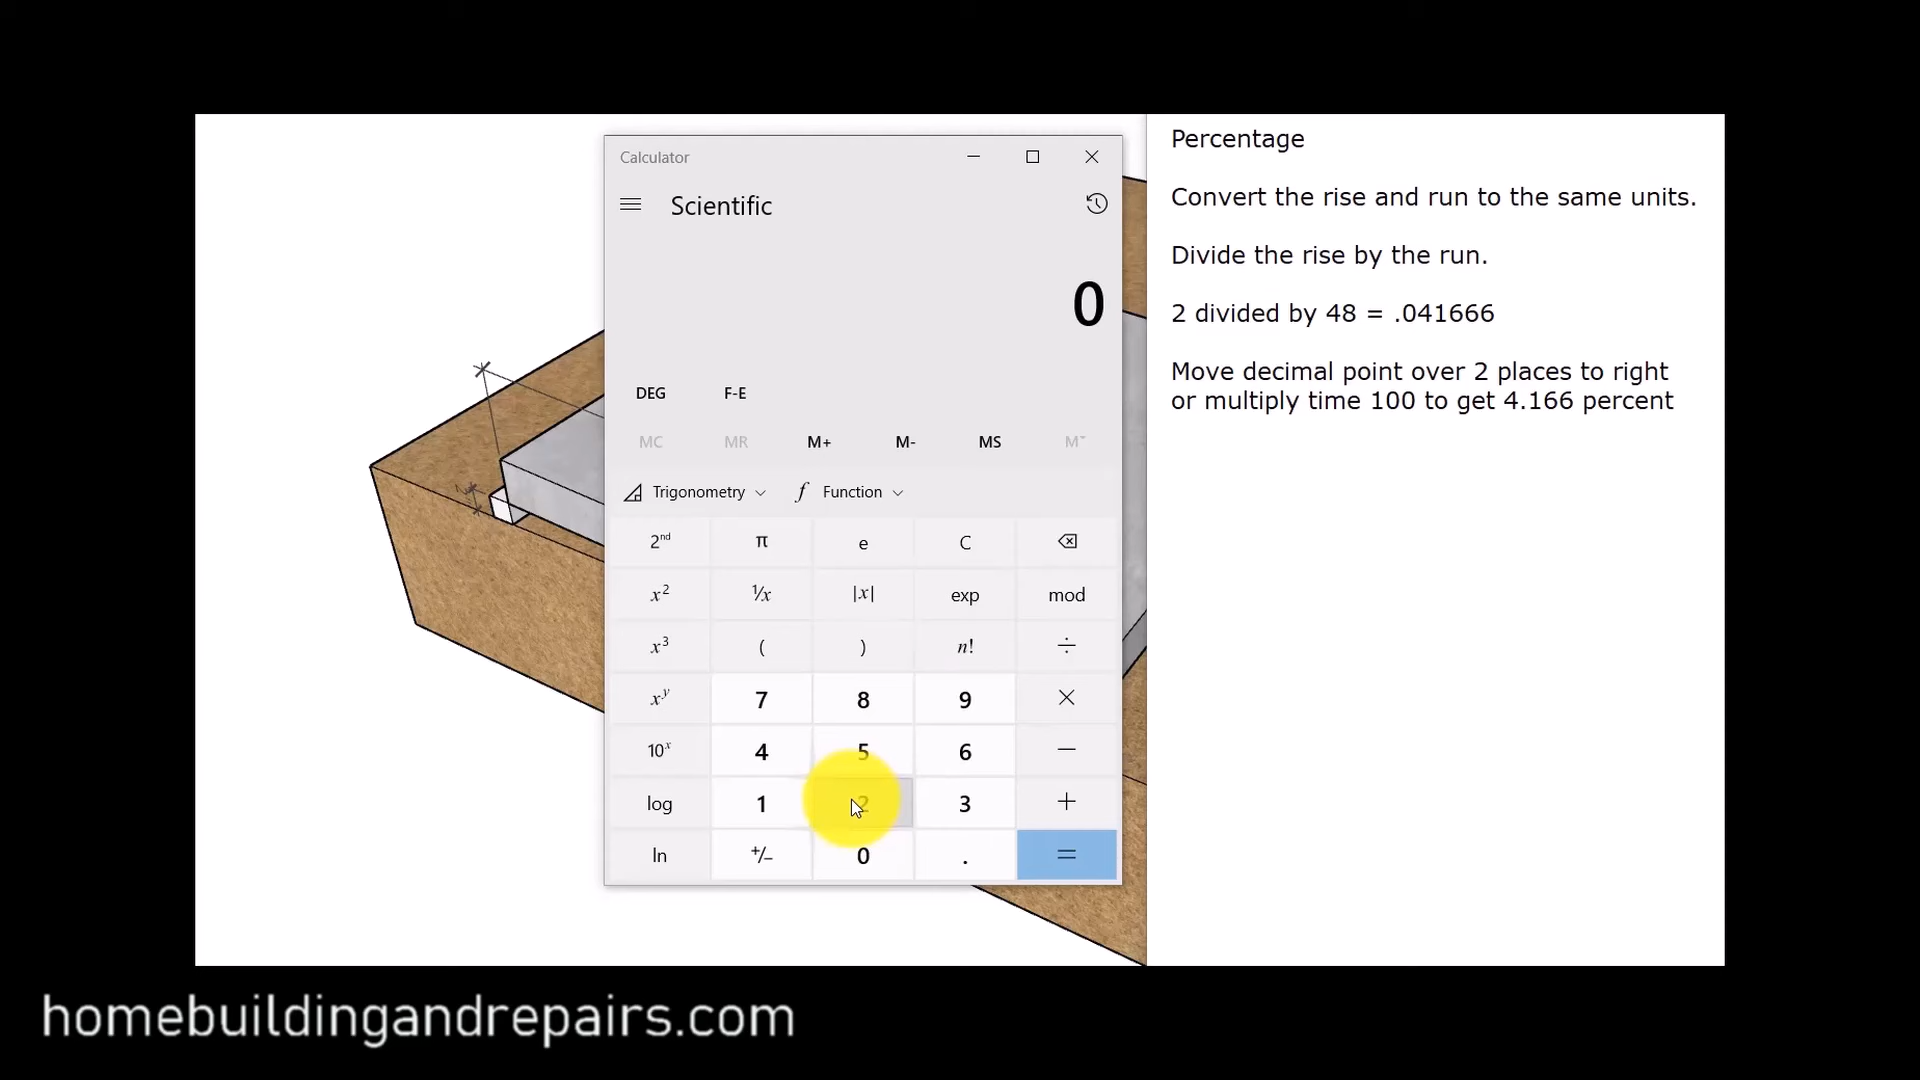 Calculator
Scientific
0
DEG F-E
MC MR M+ M- MS M˅
Trigonometry f Function
2nd π e C
x2 1/x |x| exp mod
x3 ( ) n! ÷
xy 7 8 9 ×
10x 4 5 6 −
log 1 2 3 +
ln +/− 0 . =
Percentage
Convert the rise and run to the same units.
Divide the rise by the run.
2 divided by 48 = .041666
Move decimal point over 2 places to right
or multiply time 100 to get 4.166 percent
homebuildingandrepairs.com